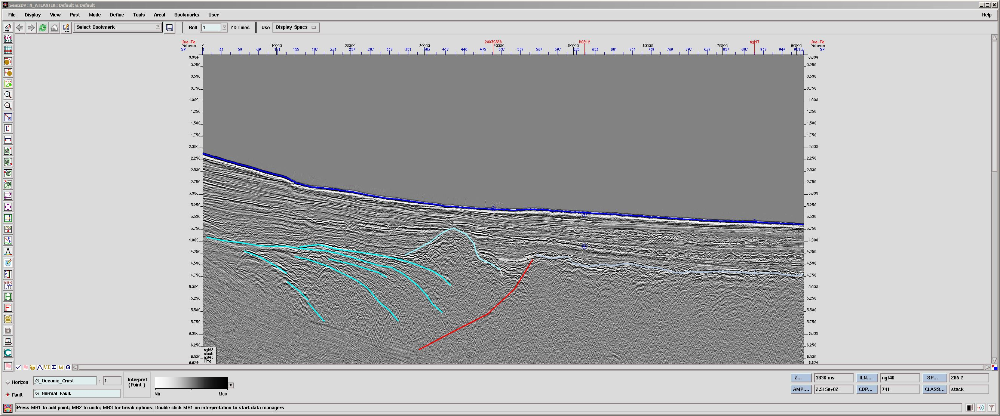 Seis2DV : N_ATLANTIK : Default & Default
File Display View Post Mode Define Tools Areal Bookmarks User Help
Select Bookmark Roll 1 2D Lines Use Display Specs
Line-Tie 20030586 BGR12 ngt47 Line-Tie
Distance 0 10000 20000 30000 40000 50000 60000 70000 80000 Distance
SP 1 31 59 89 121 155 187 221 257 287 317 351 383 417 445 475 507 537 567 597 625 653 681 711 739 769 797 827 857 887 917 947 981.2 SP
0.004 0.004
0.250 0.250
0.500 0.500
0.750 0.750
1.000 1.000
1.250 1.250
1.500 1.500
1.750 1.750
2.000 2.000
2.250 2.250
2.500 2.500
2.750 2.750
3.000 3.000
3.250 3.250
3.500 3.500
3.750 3.750
4.000 4.000
4.250 4.250
4.500 4.500
4.750 4.750
5.000 5.000
5.250 5.250
5.500 5.500
5.750 5.750
6.000 6.000
6.250 6.250
6.500 6.500
6.624 6.624
ngt83
stack
ngt46
Time
ANNO
H
F
C
A VI I W G
Horizon G_Oceanic_Crust : 1
Fault G_Normal_Fault
Interpret
(Point )
Min Max
Z... 3836 ms ILN... ngt46 SP... 285.2
AMP.... 2.515e+02 CDP... 741 CLASS... stack
Press MB1 to add point; MB2 to undo; MB3 for break options; Double click MB1 on interpretation to start data managers